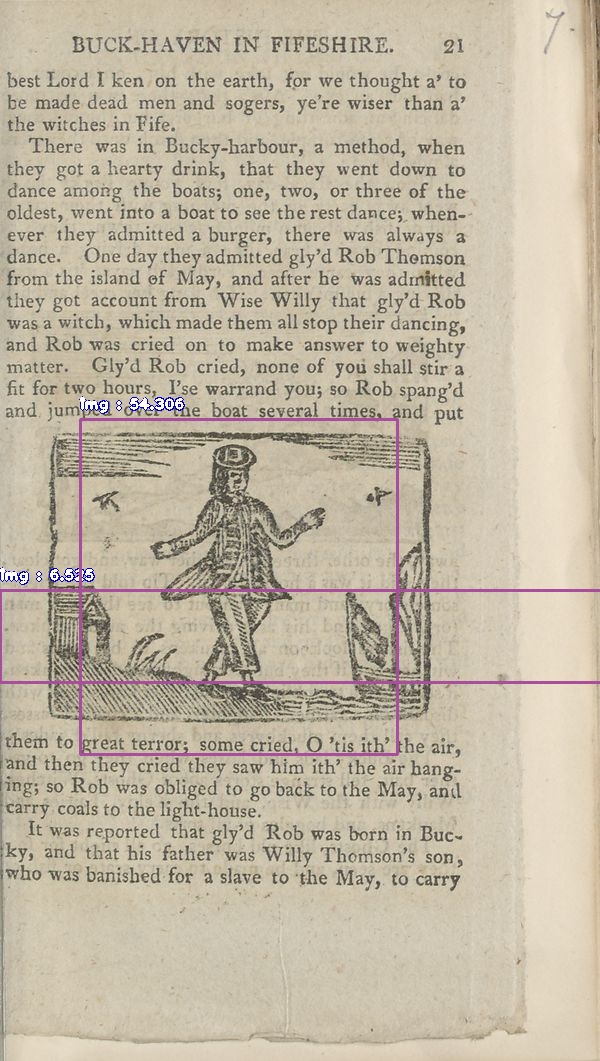 BUCK-HAVEN IN FIFESHIRE. 21
7.
best Lord I ken on the earth, for we thought a' to
be made dead men and sogers, ye're wiser than a'
the witches in Fife.
There was in Bucky-harbour, a method, when
they got a hearty drink, that they went down to
dance among the boats; one, two, or three of the
oldest, went into a boat to see the rest dance; when-
ever they admitted a burger, there was always a
dance. One day they admitted gly'd Rob Thomson
from the island of May, and after he was admitted
they got account from Wise Willy that gly'd Rob
was a witch, which made them all stop their dancing,
and Rob was cried on to make answer to weighty
matter. Gly'd Rob cried, none of you shall stir a
fit for two hours, I'se warrand you; so Rob spang'd
and jumped over the boat several times, and put
Img : 54.306
Img : 6.525
them to great terror; some cried, O 'tis ith' the air,
and then they cried they saw him ith' the air hang-
ing; so Rob was obliged to go back to the May, and
carry coals to the light-house.
It was reported that gly'd Rob was born in Buc-
ky, and that his father was Willy Thomson's son,
who was banished for a slave to the May, to carry